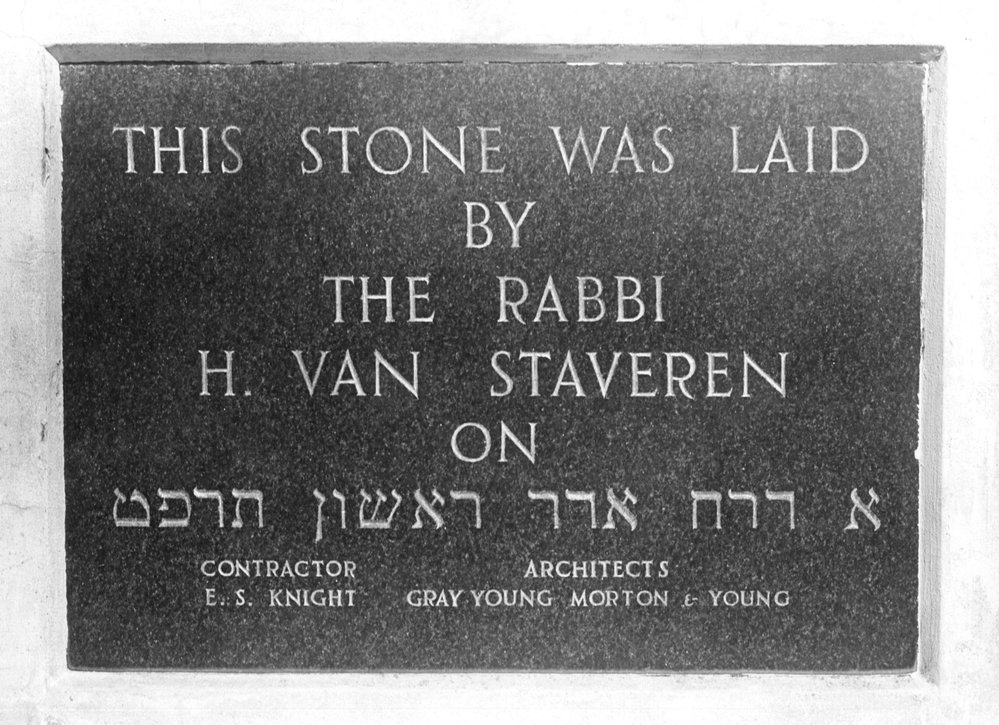 THIS STONE WAS LAID
BY
THE RABBI
H. VAN STAVEREN
ON
א דרח אדר ראשון תרפט
CONTRACTOR ARCHITECTS
E. S. KNIGHT GRAY YOUNG MORTON & YOUNG